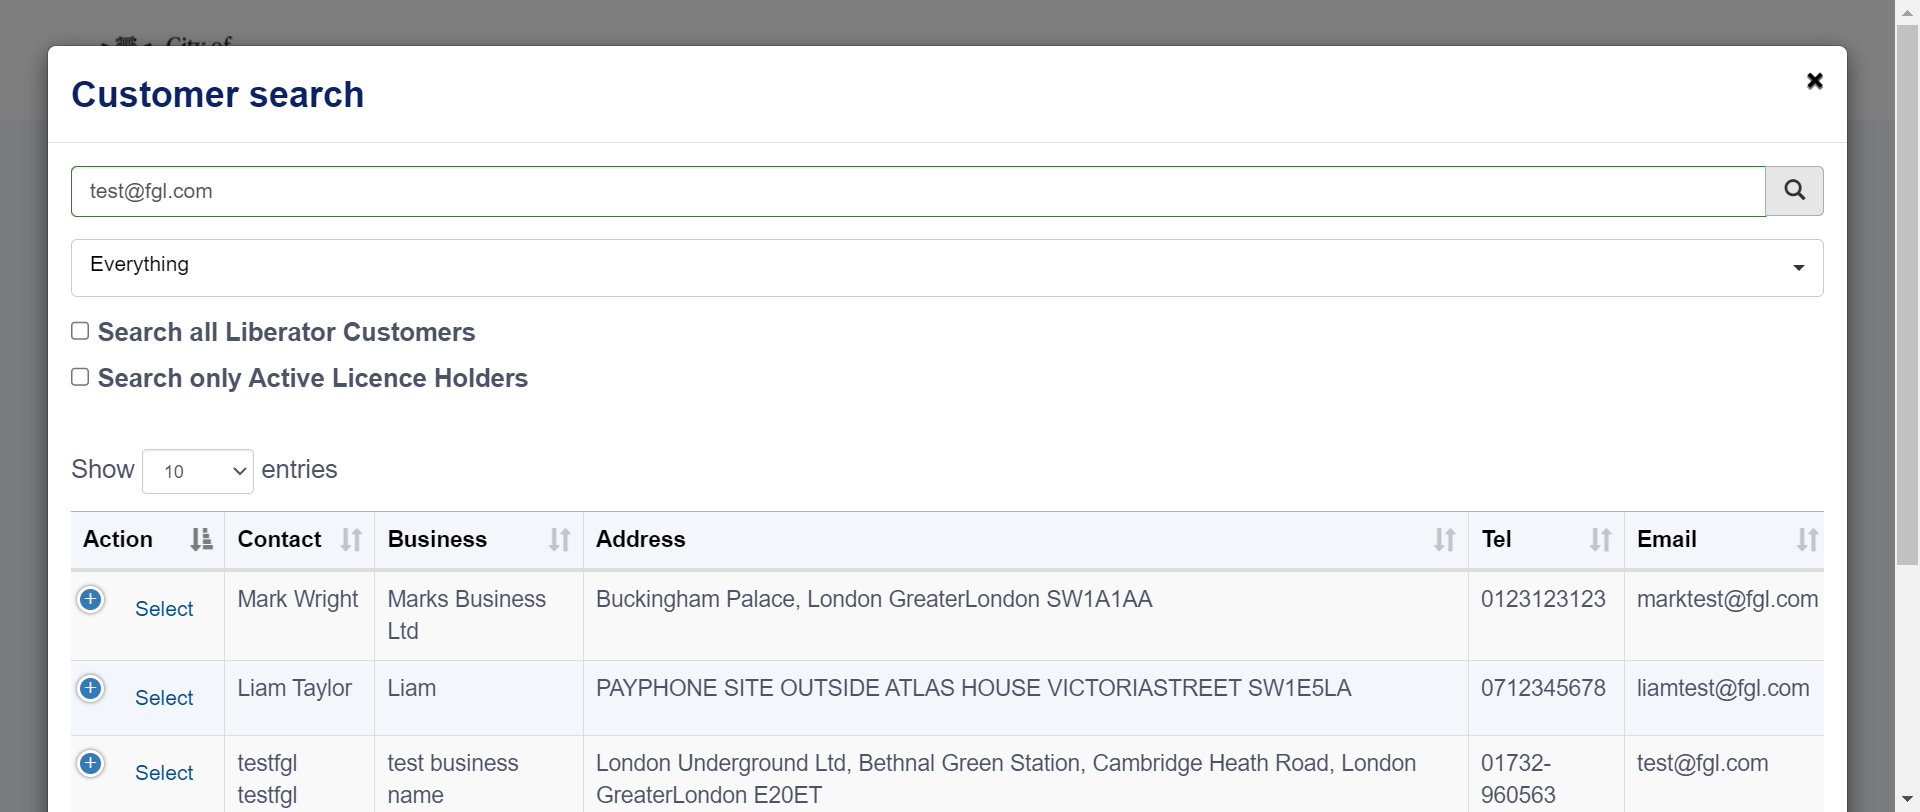 City of
Customer search
test@fgl.com
Everything
Search all Liberator Customers
Search only Active Licence Holders
Show 10 entries
Action Contact Business Address Tel Email
Select Mark Wright Marks Business Buckingham Palace, London GreaterLondon SW1A1AA 0123123123 marktest@fgl.com
Ltd
Select Liam Taylor Liam PAYPHONE SITE OUTSIDE ATLAS HOUSE VICTORIASTREET SW1E5LA 0712345678 liamtest@fgl.com
Select testfgl test business London Underground Ltd, Bethnal Green Station, Cambridge Heath Road, London 01732- test@fgl.com
testfgl name GreaterLondon E20ET 960563